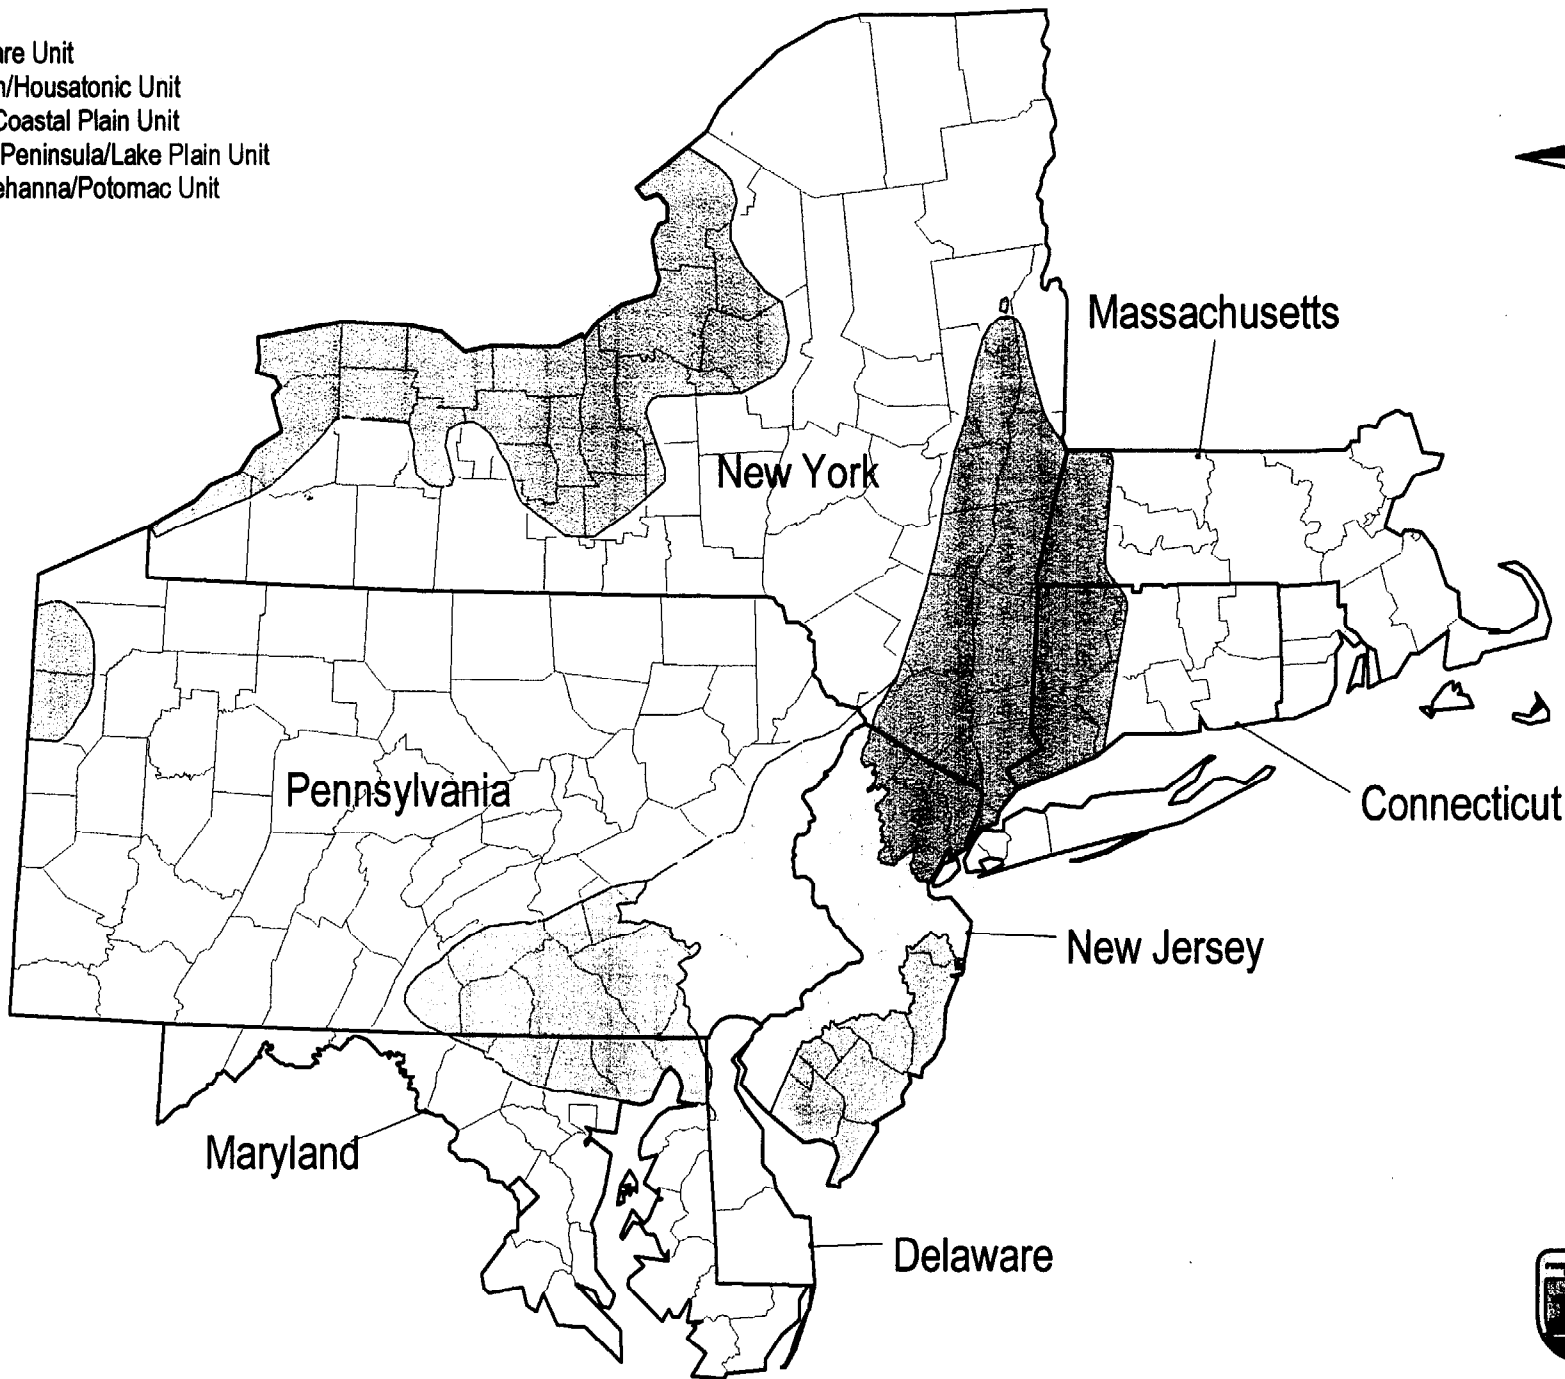 are Unit
n/Housatonic Unit
Coastal Plain Unit
Peninsula/Lake Plain Unit
ehanna/Potomac Unit
Massachusetts
New York
Pennsylvania
Connecticut
New Jersey
Maryland
Delaware